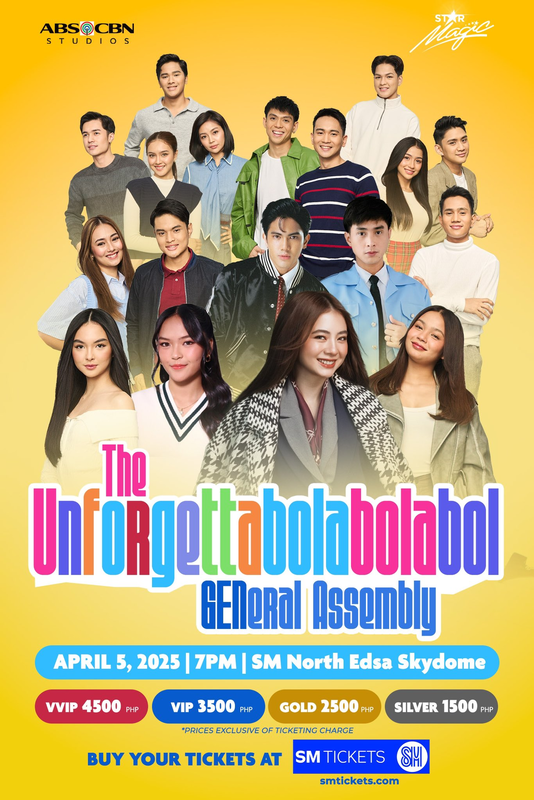 ABS CBN
STUDIOS
STAR
Magic
The
Unforgettabolabolabol
GENeral Assembly
APRIL 5, 2025 | 7PM | SM North Edsa Skydome
VVIP 4500 PHP
VIP 3500 PHP
GOLD 2500 PHP
SILVER 1500 PHP
*PRICES EXCLUSIVE OF TICKETING CHARGE
BUY YOUR TICKETS AT
SM TICKETS
SM
smtickets.com